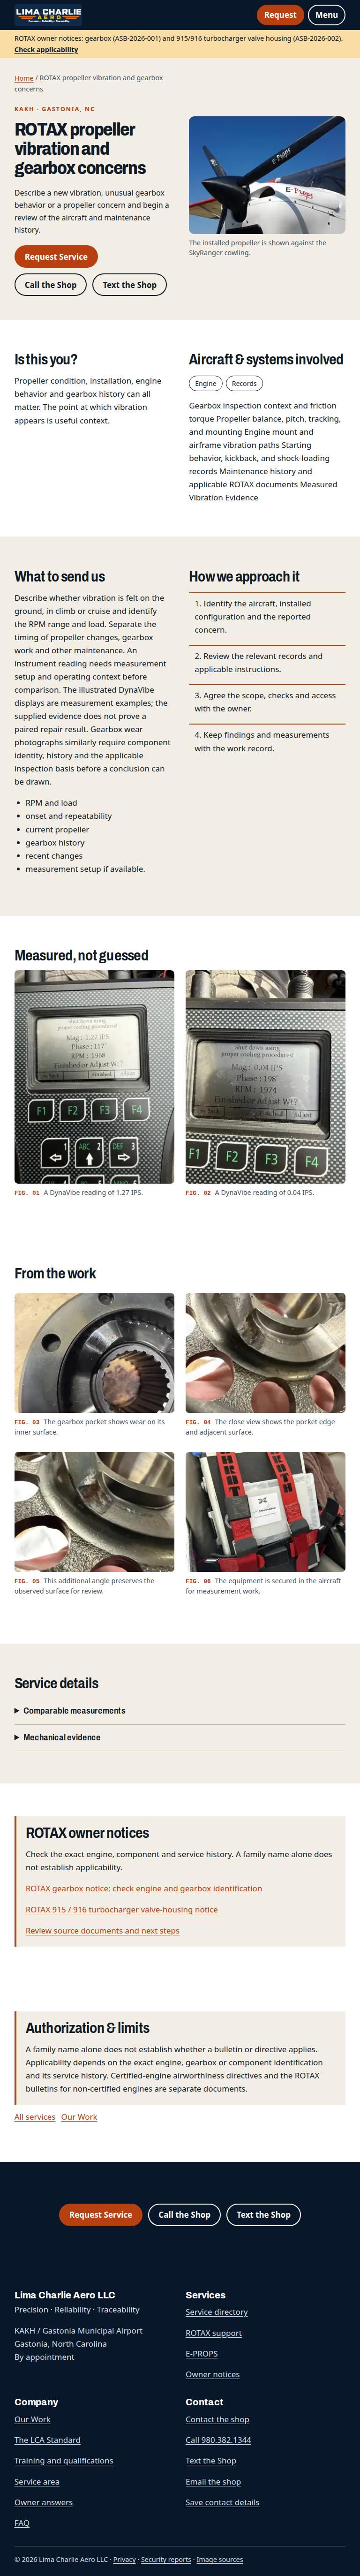 LIMA CHARLIE
AERO
Request
Menu
ROTAX owner notices: gearbox (ASB-2026-001) and 915/916 turbocharger valve housing (ASB-2026-002).
Check applicability
Home / ROTAX propeller vibration and gearbox
concerns
KAKH · GASTONIA, NC
ROTAX propeller
vibration and
gearbox concerns
Describe a new vibration, unusual gearbox
behavior or a propeller concern and begin a
review of the aircraft and maintenance
history.
Request Service
Call the Shop
Text the Shop
E-Props
E-PROPS
The installed propeller is shown against the
SkyRanger cowling.
Is this you?
Propeller condition, installation, engine
behavior and gearbox history can all
matter. The point at which vibration
appears is useful context.
Aircraft & systems involved
Engine
Records
Gearbox inspection context and friction
torque Propeller balance, pitch, tracking,
and mounting Engine mount and
airframe vibration paths Starting
behavior, kickback, and shock-loading
records Maintenance history and
applicable ROTAX documents Measured
Vibration Evidence
What to send us
Describe whether vibration is felt on the
ground, in climb or cruise and identify
the RPM range and load. Separate the
timing of propeller changes, gearbox
work and other maintenance. An
instrument reading needs measurement
setup and operating context before
comparison. The illustrated DynaVibe
displays are measurement examples; the
supplied evidence does not prove a
paired repair result. Gearbox wear
photographs similarly require component
identity, history and the applicable
inspection basis before a conclusion can
be drawn.
• RPM and load
• onset and repeatability
• current propeller
• gearbox history
• recent changes
• measurement setup if available.
How we approach it
1. Identify the aircraft, installed
configuration and the reported
concern.
2. Review the relevant records and
applicable instructions.
3. Agree the scope, checks and access
with the owner.
4. Keep findings and measurements
with the work record.
Measured, not guessed
shut down using
proper cooling procedures!
Mag : 1.27 IPS
Phase : 117°
RPM : 1968
Finished or Adjust Wt?
Finished
F1
F2
F3
F4
ABC 2
DEF 3
shut down using
proper cooling procedures!
Mag : 0.04 IPS
Phase : 198°
RPM : 1974
Finished or Adjust Wt?
Finished
Adjust
F1
F2
F3
F4
FIG. 01 A DynaVibe reading of 1.27 IPS.
FIG. 02 A DynaVibe reading of 0.04 IPS.
From the work
FIG. 03 The gearbox pocket shows wear on its
inner surface.
FIG. 04 The close view shows the pocket edge
and adjacent surface.
FIG. 05 This additional angle preserves the
observed surface for review.
FIG. 06 The equipment is secured in the aircraft
for measurement work.
Service details
Comparable measurements
Mechanical evidence
ROTAX owner notices
Check the exact engine, component and service history. A family name alone does
not establish applicability.
ROTAX gearbox notice: check engine and gearbox identification
ROTAX 915 / 916 turbocharger valve-housing notice
Review source documents and next steps
Authorization & limits
A family name alone does not establish whether a bulletin or directive applies.
Applicability depends on the exact engine, gearbox or component identification
and its service history. Certified-engine airworthiness directives and the ROTAX
bulletins for non-certified engines are separate documents.
All services Our Work
Request Service
Call the Shop
Text the Shop
Lima Charlie Aero LLC
Precision · Reliability · Traceability
KAKH / Gastonia Municipal Airport
Gastonia, North Carolina
By appointment
Services
Service directory
ROTAX support
E-PROPS
Owner notices
Company
Our Work
The LCA Standard
Training and qualifications
Service area
Owner answers
FAQ
Contact
Contact the shop
Call 980.382.1344
Text the Shop
Email the shop
Save contact details
© 2026 Lima Charlie Aero LLC · Privacy · Security reports · Image sources